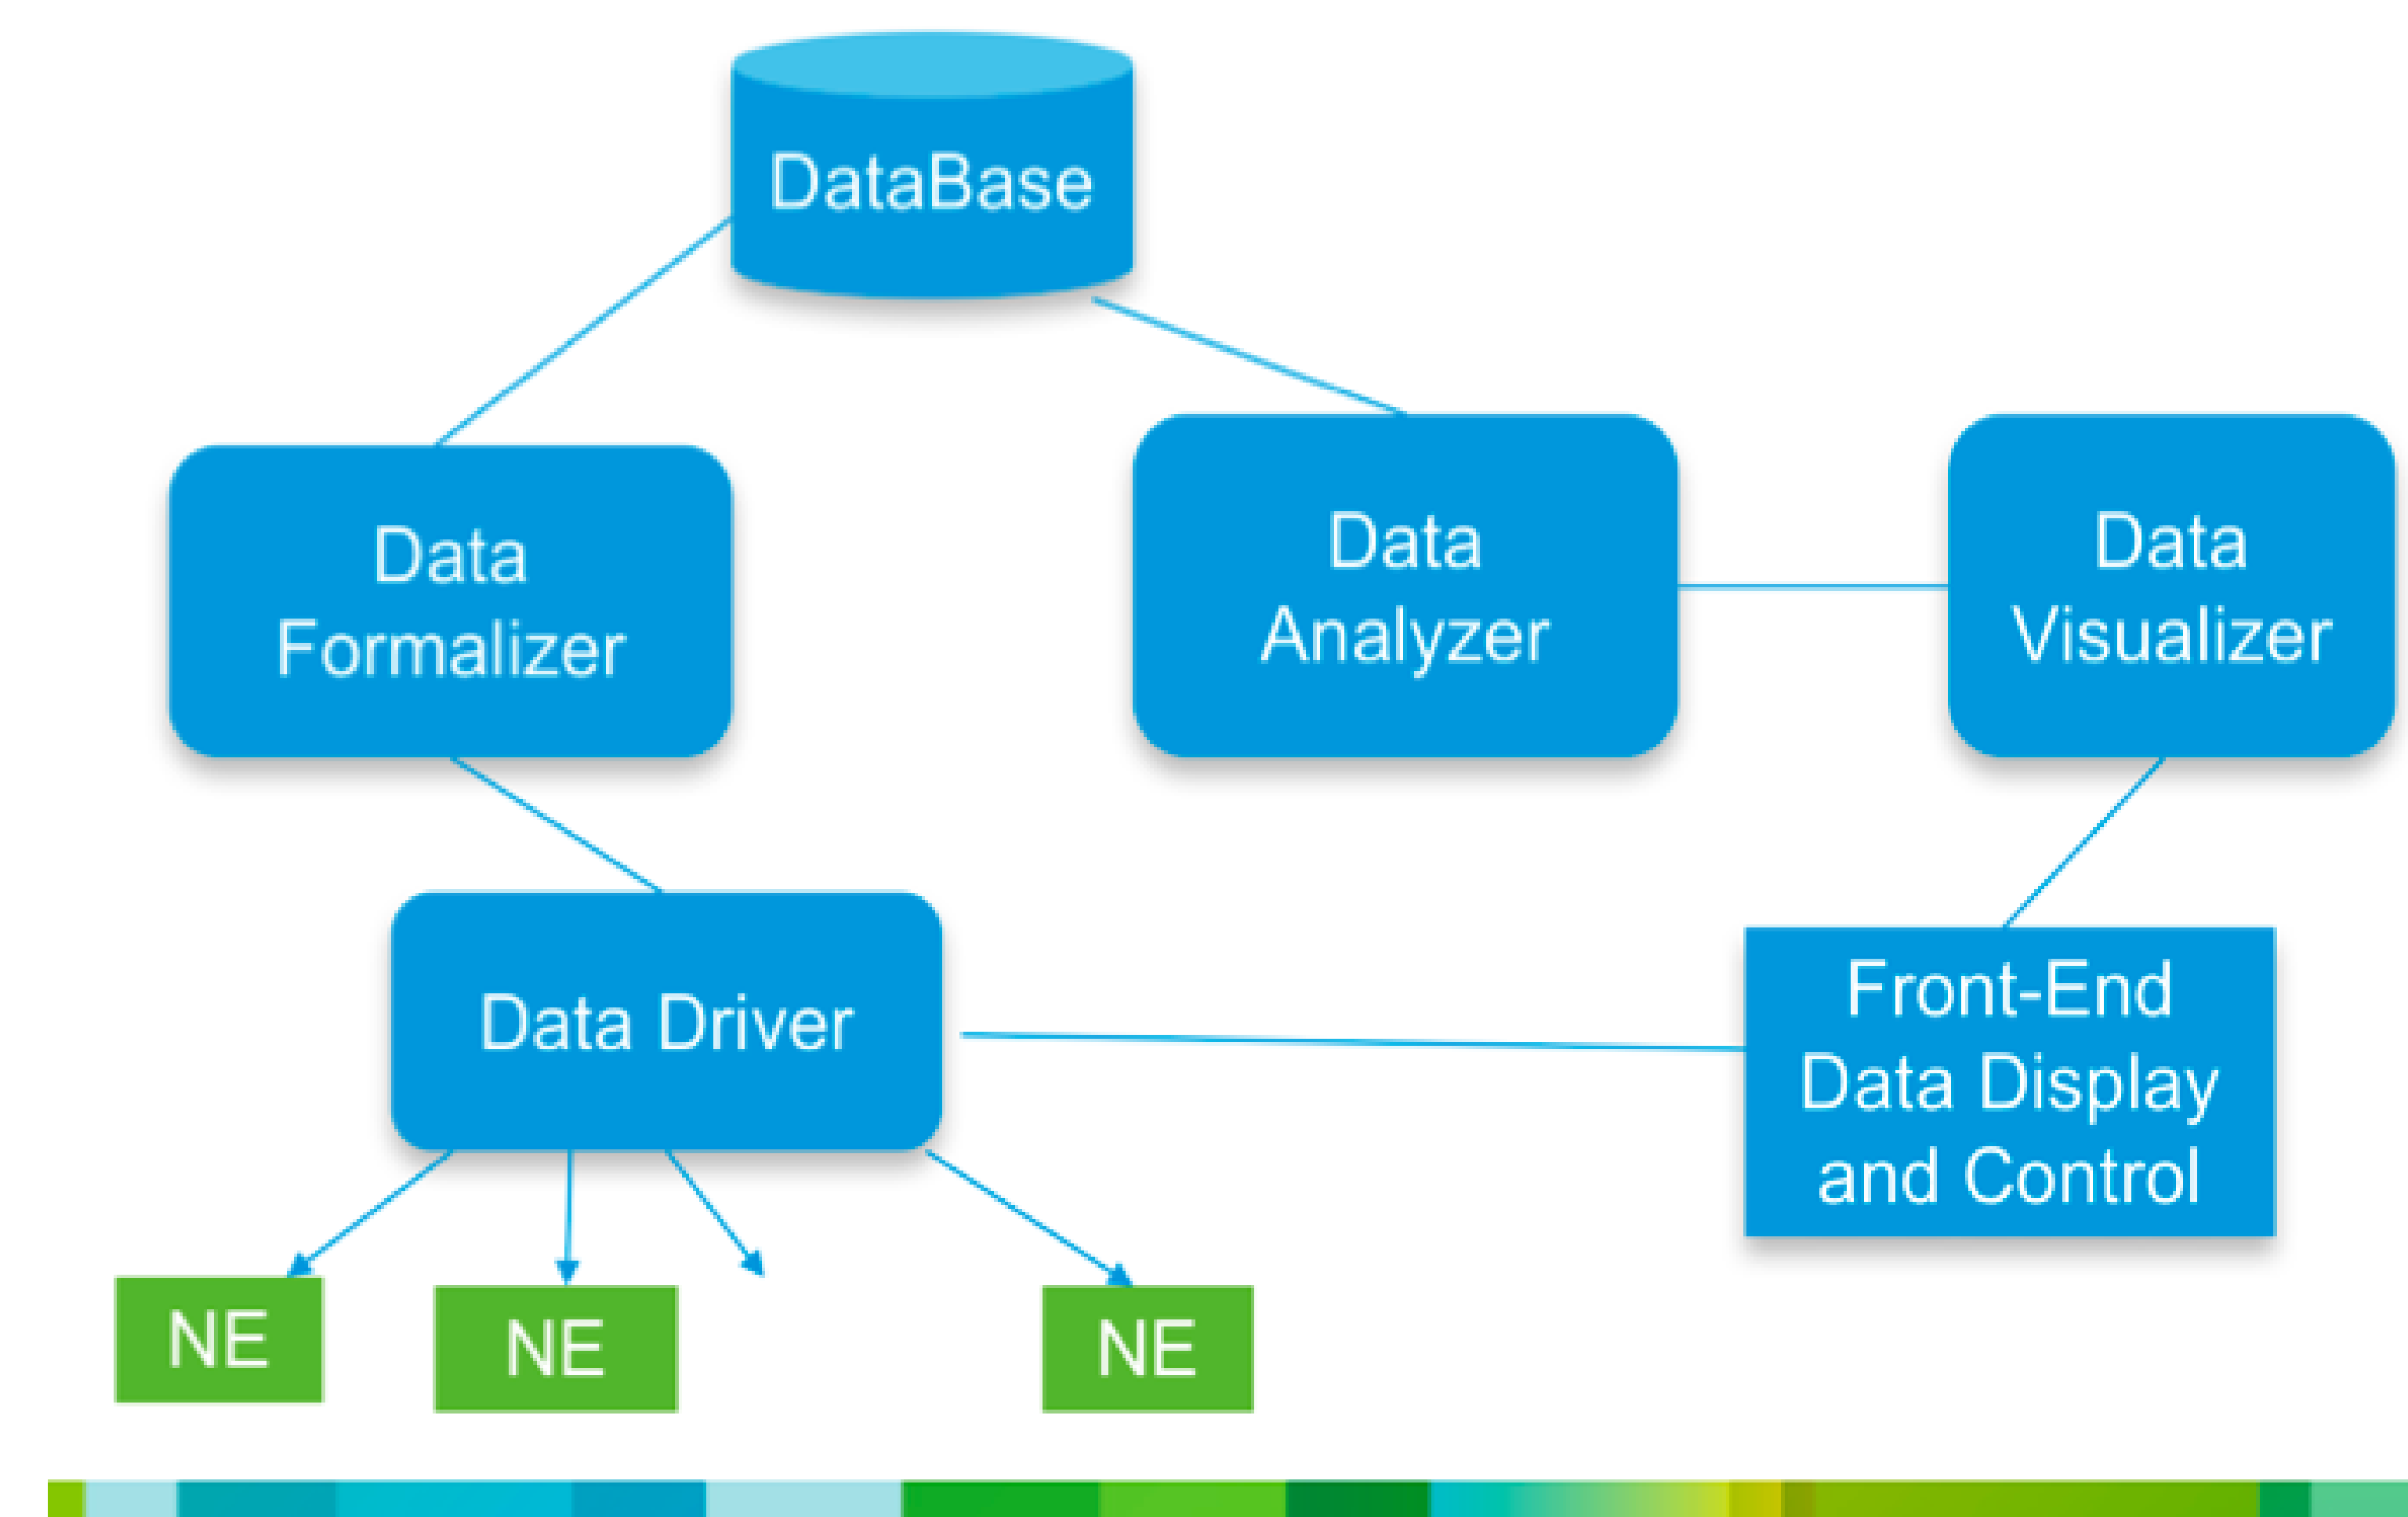 DataBase
Data
Formalizer
Data
Analyzer
Data
Visualizer
Data Driver
Front-End
Data Display
and Control
NE
NE
NE